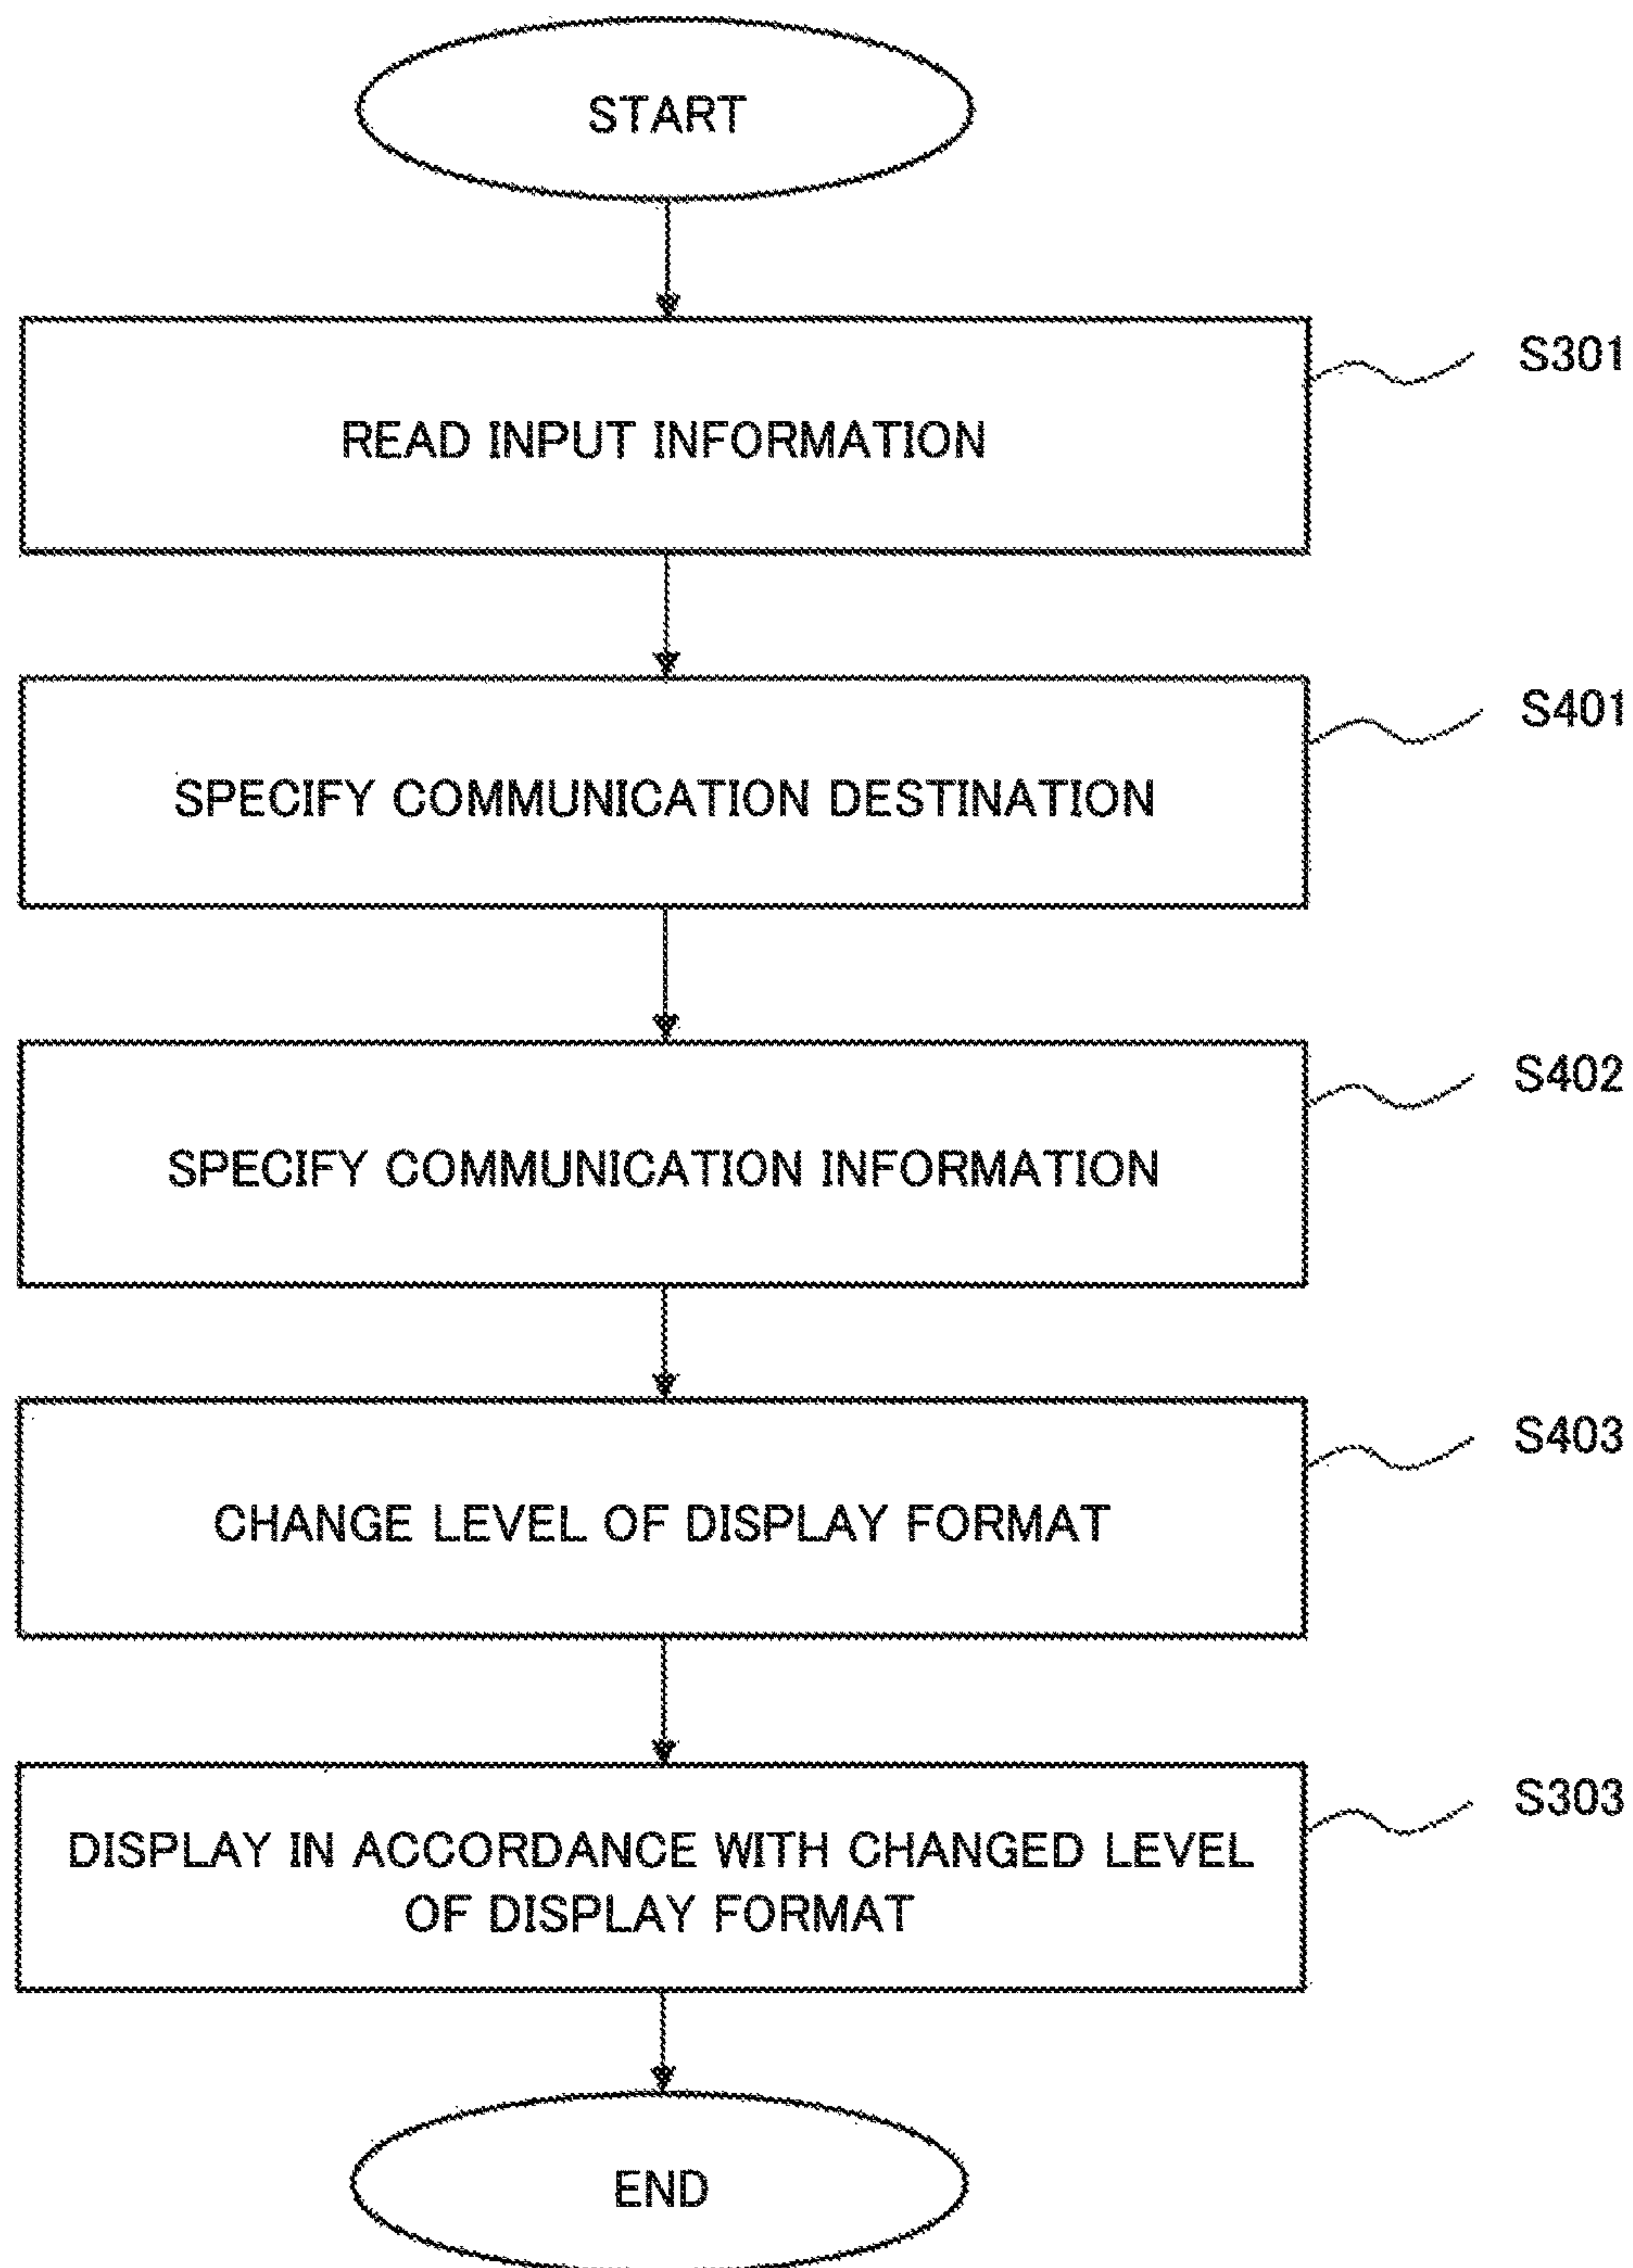 START
S301
READ INPUT INFORMATION
S401
SPECIFY COMMUNICATION DESTINATION
S402
SPECIFY COMMUNICATION INFORMATION
S403
CHANGE LEVEL OF DISPLAY FORMAT
S303
DISPLAY IN ACCORDANCE WITH CHANGED LEVEL
OF DISPLAY FORMAT
END